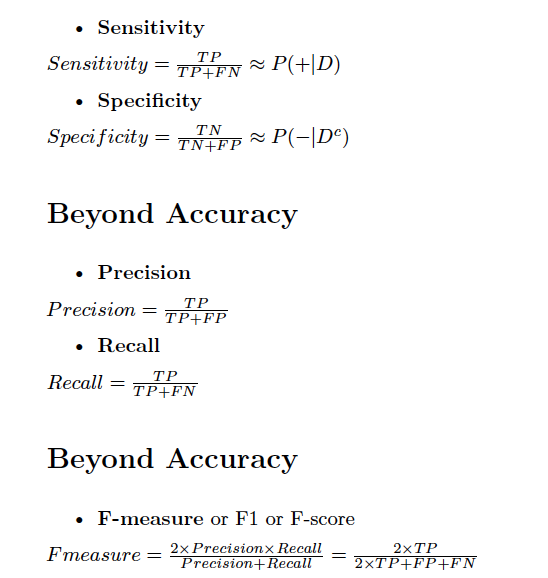 • Sensitivity
Sensitivity = TP/TP+FN ≈ P(+|D)
• Specificity
Specificity = TN/TN+FP ≈ P(−|Dᶜ)
Beyond Accuracy
• Precision
Precision = TP/TP+FP
• Recall
Recall = TP/TP+FN
Beyond Accuracy
• F-measure or F1 or F-score
Fmeasure = 2×Precision×Recall/Precision+Recall = 2×TP/2×TP+FP+FN